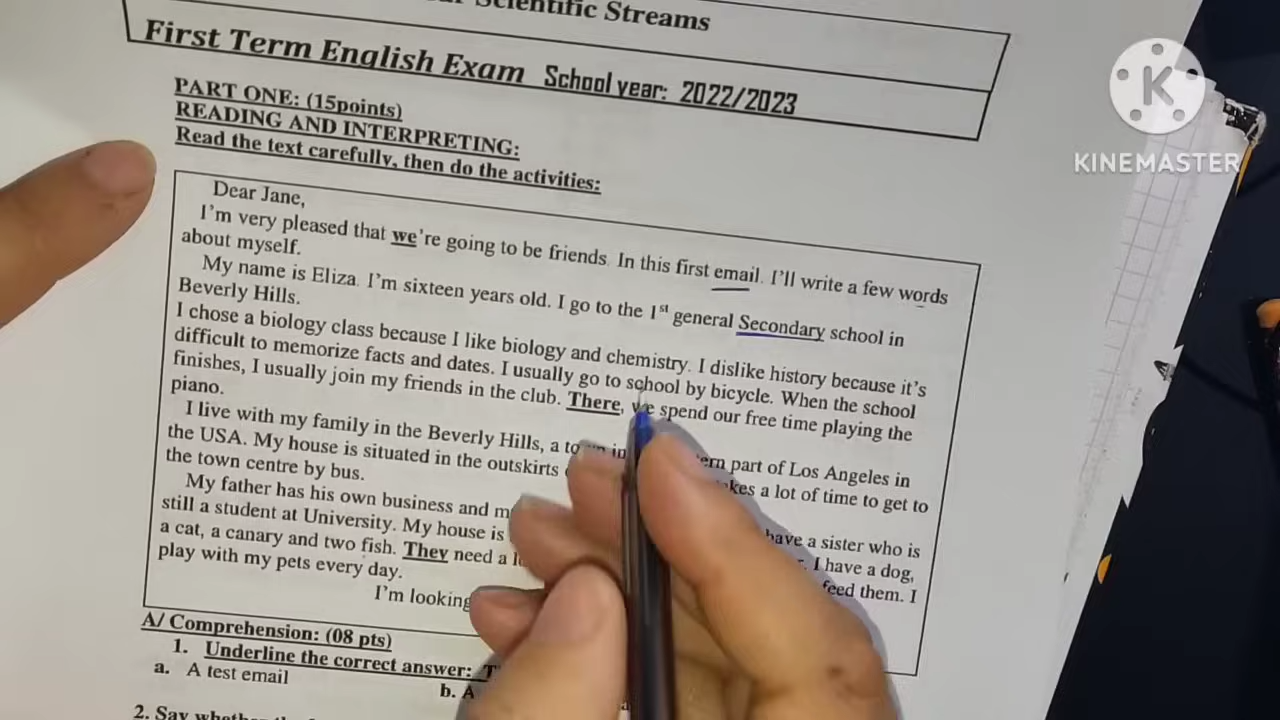 Scientific Streams
First Term English Exam School year: 2022/2023
PART ONE: (15points)
READING AND INTERPRETING:
Read the text carefully, then do the activities:
Dear Jane,
I'm very pleased that we're going to be friends. In this first email. I'll write a few words
about myself.
My name is Eliza. I'm sixteen years old. I go to the 1st general Secondary school in
Beverly Hills.
I chose a biology class because I like biology and chemistry. I dislike history because it's
difficult to memorize facts and dates. I usually go to school by bicycle. When the school
finishes, I usually join my friends in the club. There, we spend our free time playing the
piano.
I live with my family in the Beverly Hills, a part of Los Angeles in
the USA. My house is situated in the outskirts a lot of time to get to
the town centre by bus.
My father has his own business and have a sister who is
still a student at University. My house is I have a dog,
a cat, a canary and two fish. They need a feed them. I
play with my pets every day.
I'm looking
A/ Comprehension: (08 pts)
1. Underline the correct answer:
a. A test email
b. A
2. Say whether the
KINEMASTER